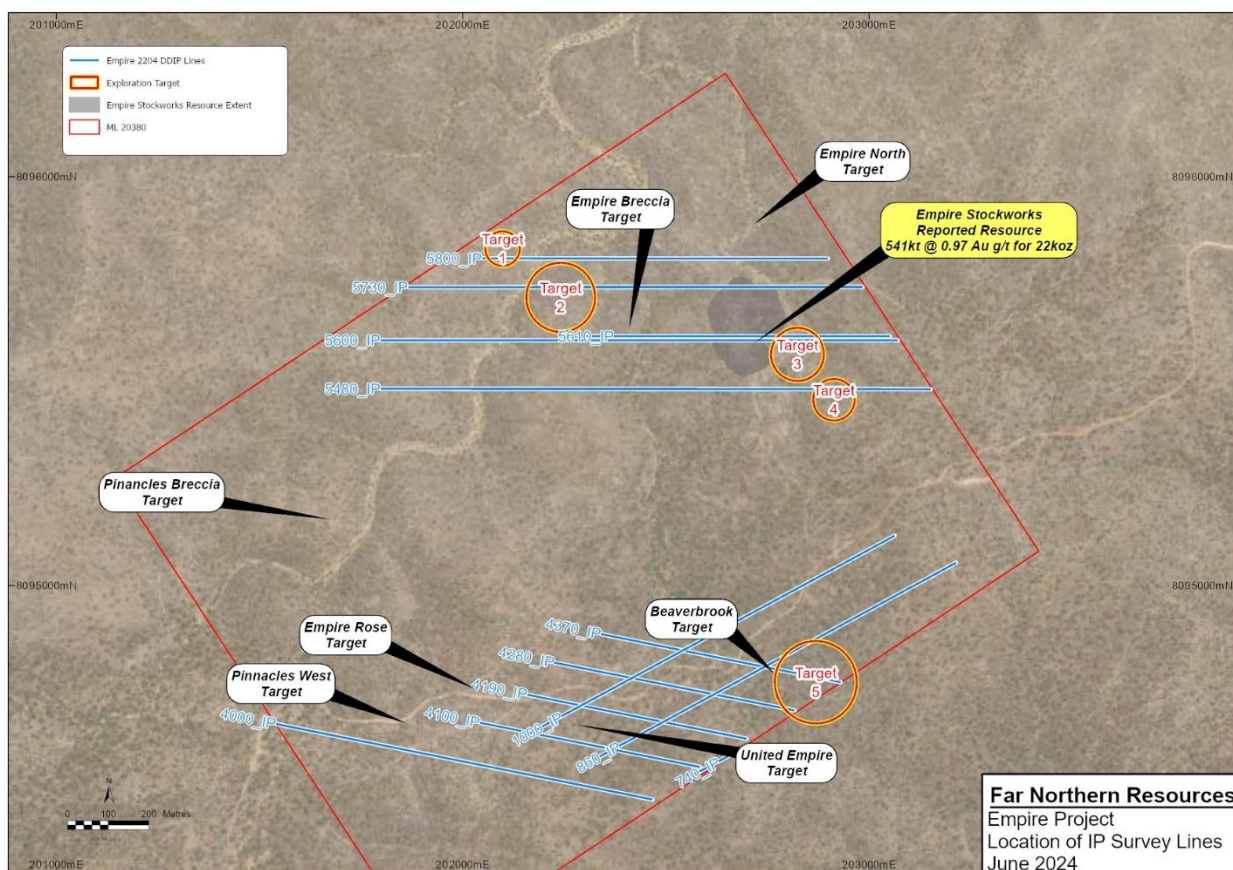 201000mE
202000mE
203000mE
Empire 2204 DDIP Lines
Exploration Target
Empire Stockworks Resource Extent
ML 20380
8096000mN
8096000mN
Empire North
Target
Empire Breccia
Target
Empire Stockworks
Reported Resource
541kt @ 0.97 Au g/t for 22koz
Target
1
5800_IP
5730_IP
Target
2
5610_IP
5600_IP
Target
3
5480_IP
Target
4
Pinancles Breccia
Target
8095000mN
8095000mN
Beaverbrook
Target
Empire Rose
Target
4370_IP
4280_IP
Pinnacles West
Target
4190_IP
Target
5
4000_IP
4100_IP
1000_IP
860_IP
740_IP
United Empire
Target
N
0 100 200 Metres
Far Northern Resources
Empire Project
Location of IP Survey Lines
June 2024
201000mE
202000mE
203000mE